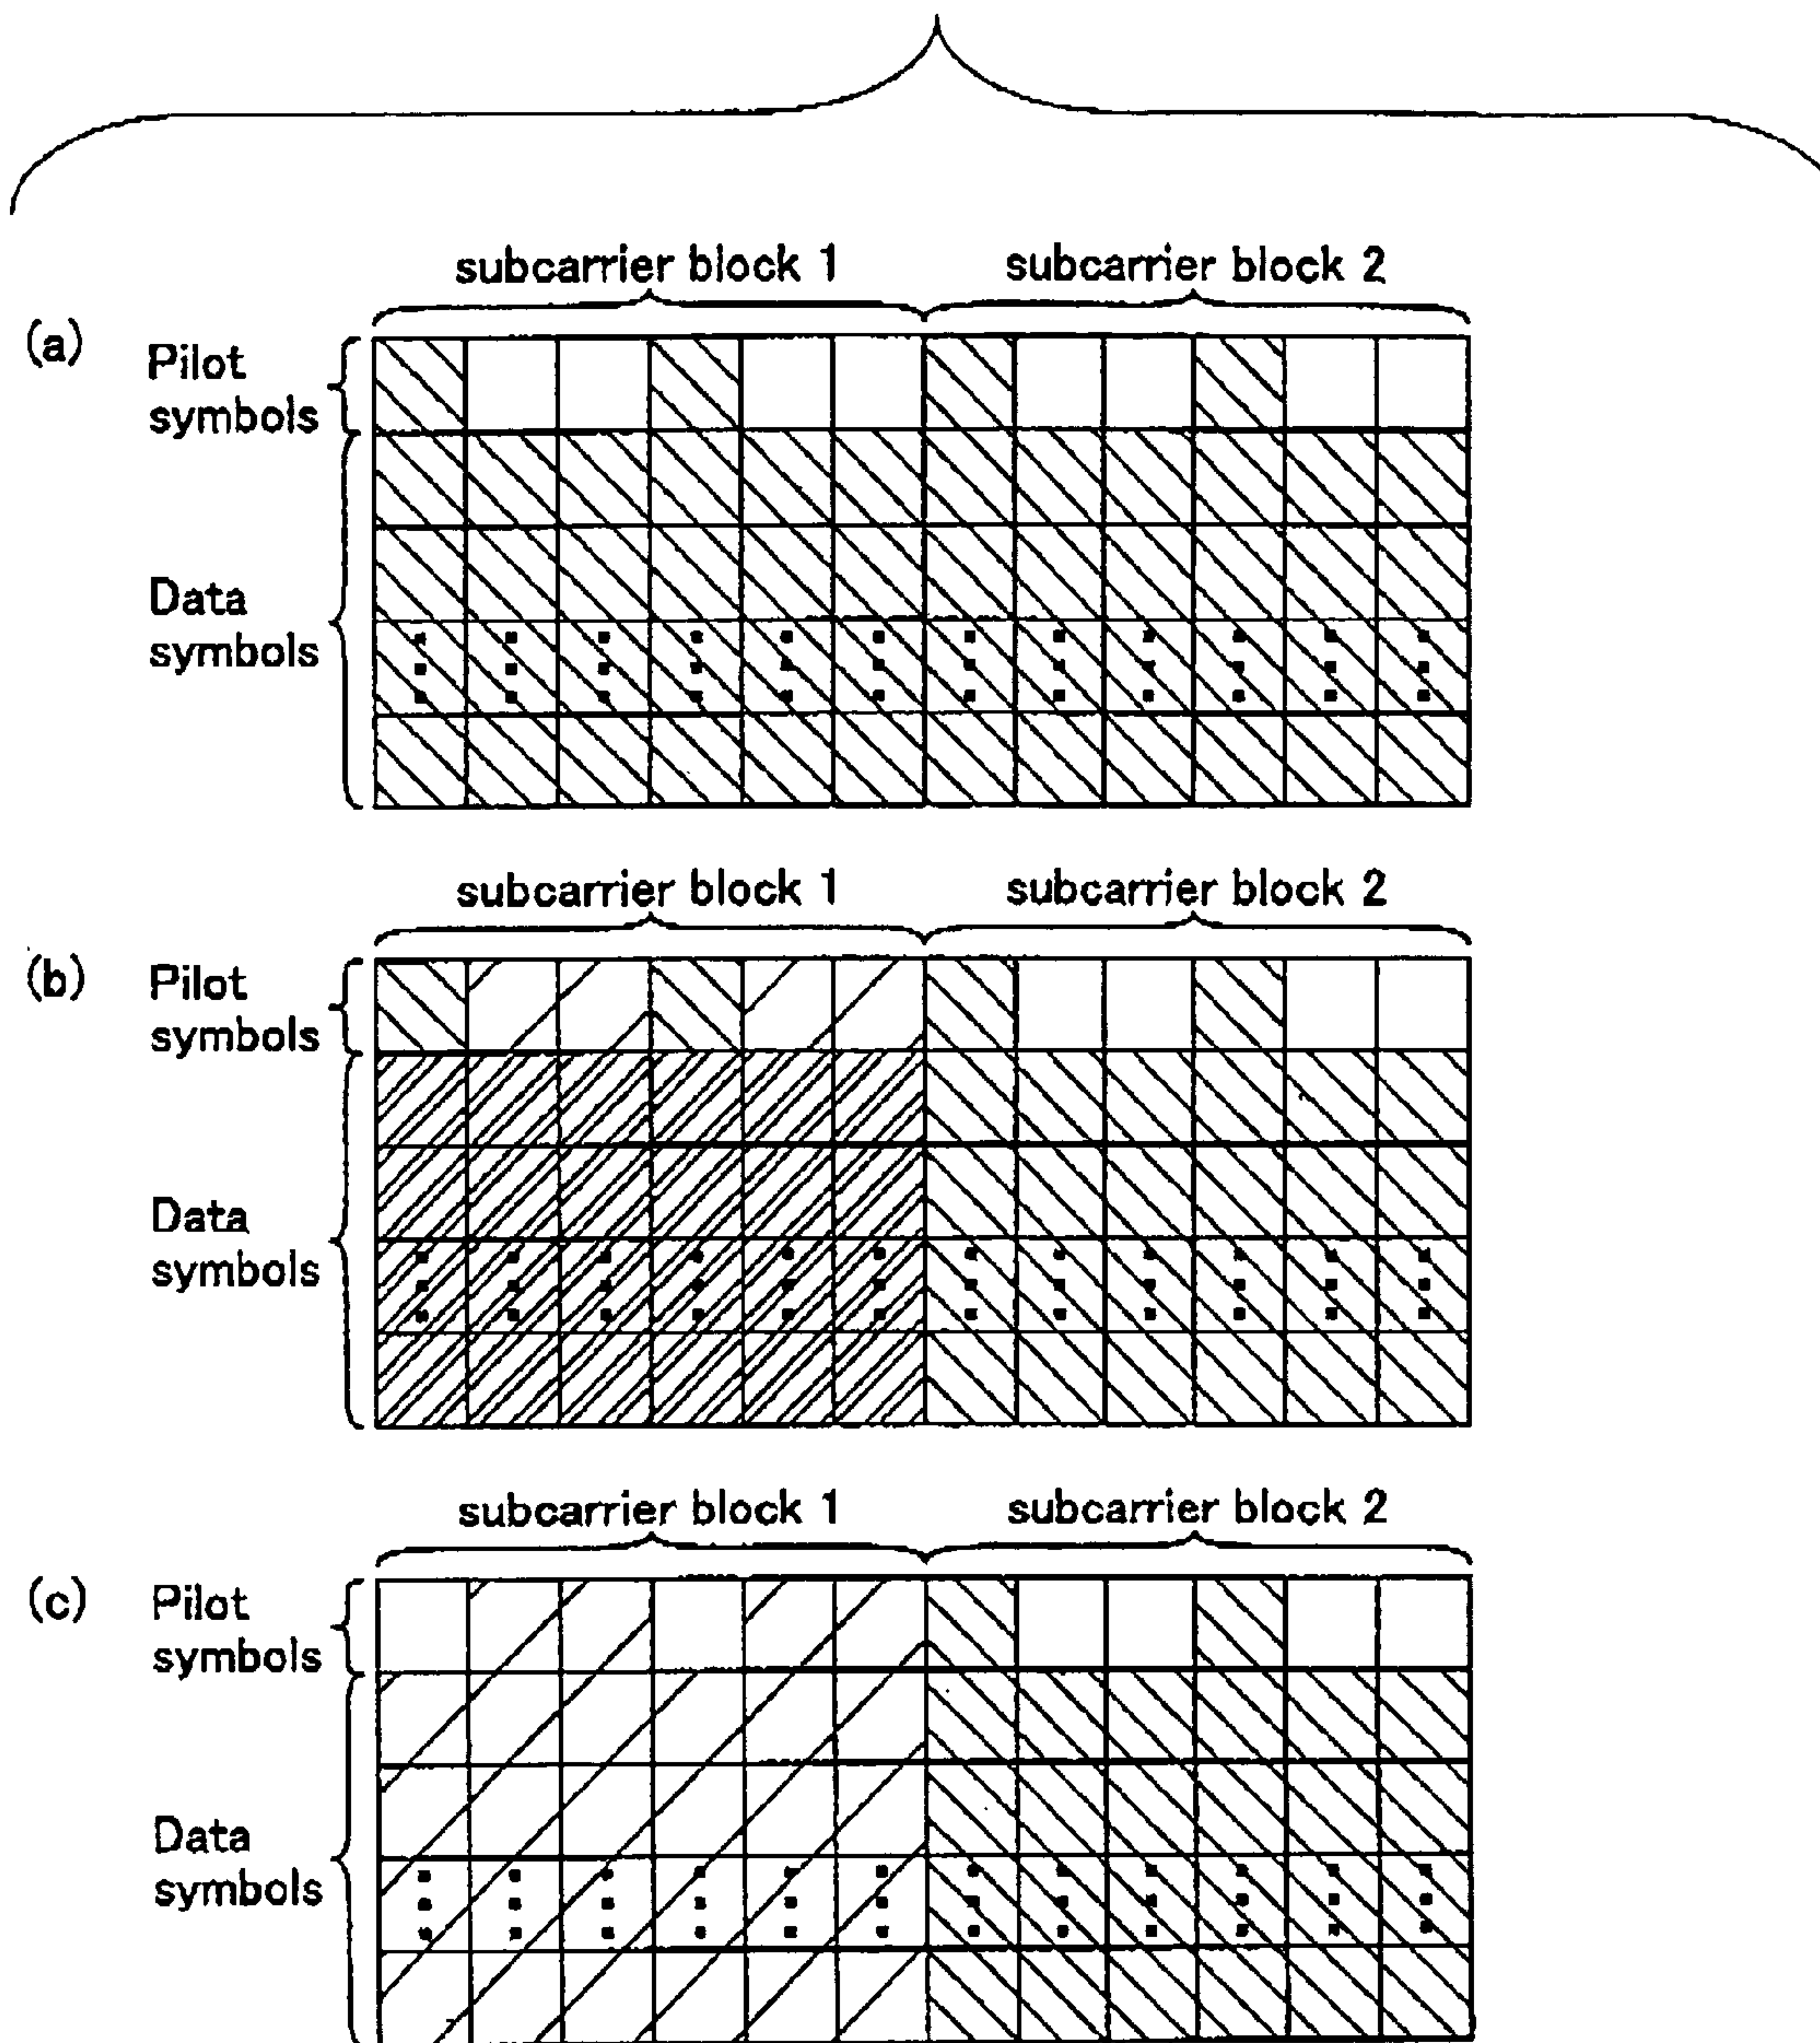 subcarrier block 1 subcarrier block 2
(a) Pilot
symbols
Data
symbols
subcarrier block 1 subcarrier block 2
(b) Pilot
symbols
Data
symbols
subcarrier block 1 subcarrier block 2
(c) Pilot
symbols
Data
symbols